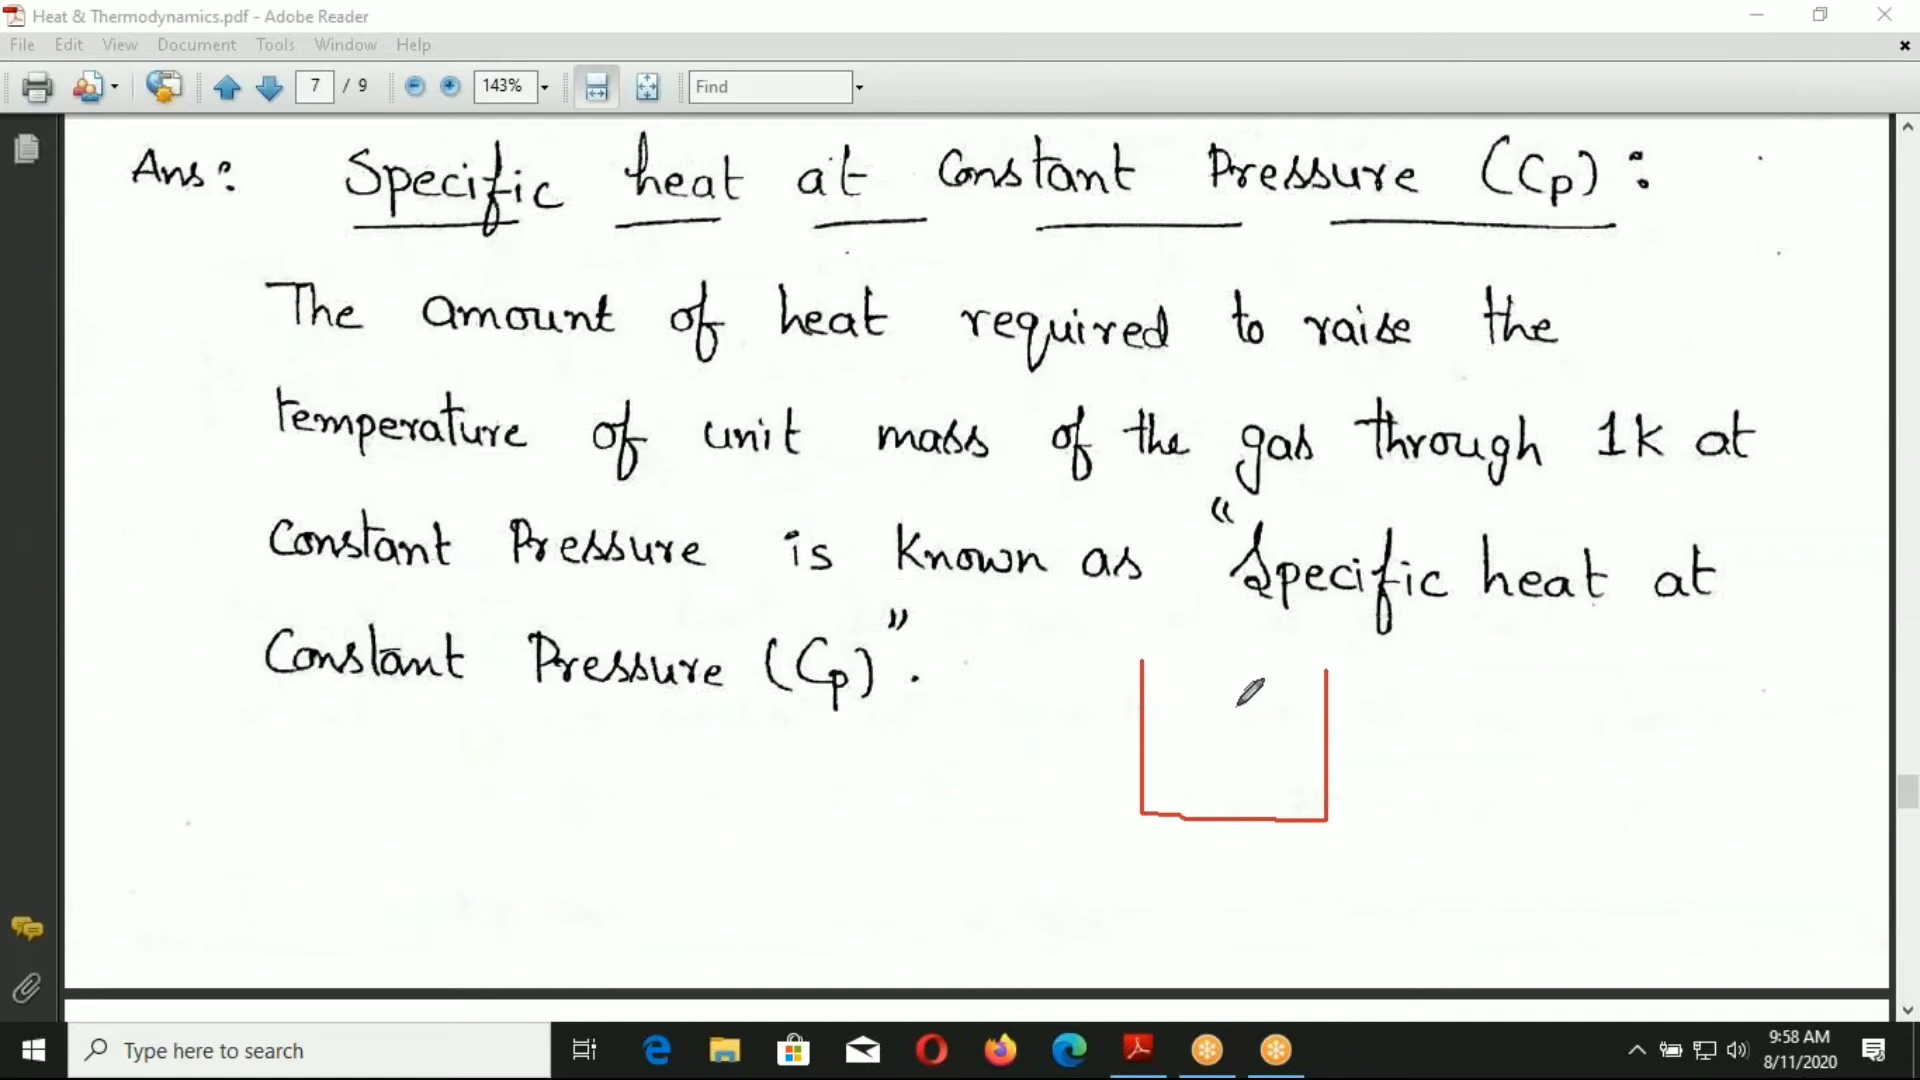 Heat & Thermodynamics.pdf - Adobe Reader
File Edit View Document Tools Window Help
7 / 9 143% Find
Ans: Specific heat at Constant Pressure (Cp) :
The amount of heat required to raise the
temperature of unit mass of the gas through 1k at
Constant Pressure is known as "Specific heat at
Constant Pressure (Cp)".
Type here to search
9:58 AM
8/11/2020